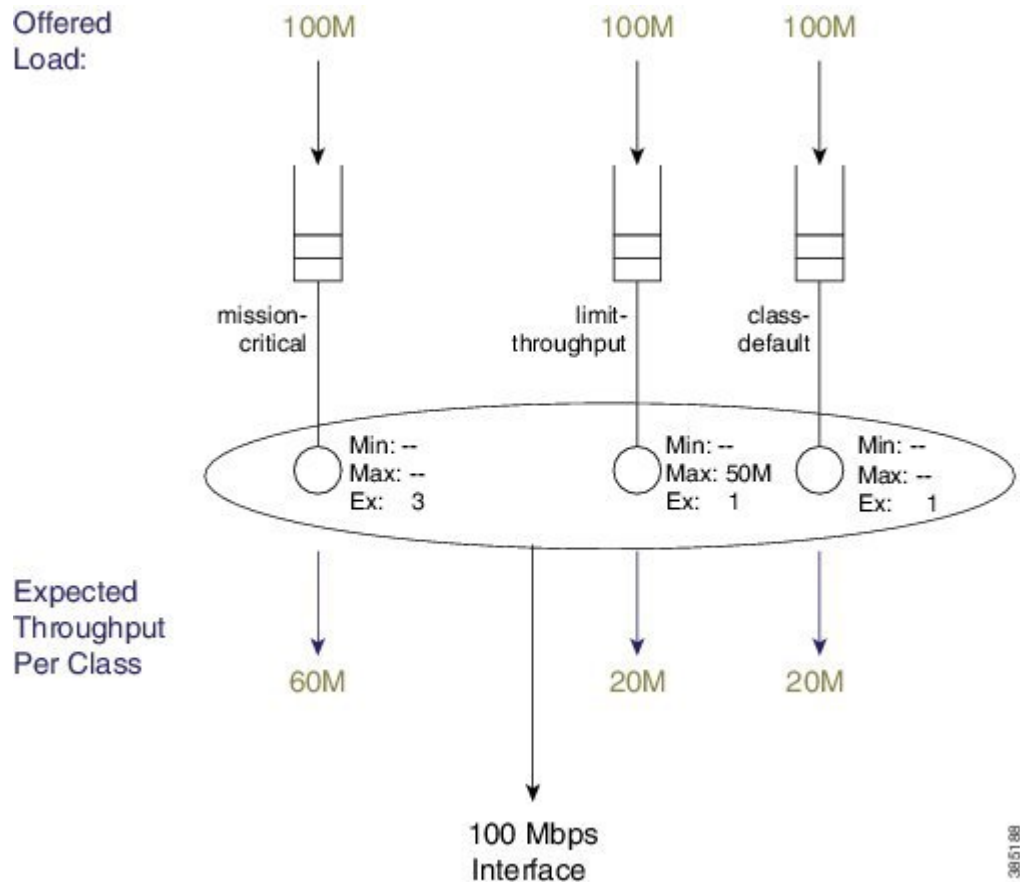 Offered
Load:
100M
100M
100M
mission-
critical
limit-
throughput
class-
default
Min: --
Max: --
Ex: 3
Min: --
Max: 50M
Ex: 1
Min: --
Max: --
Ex: 1
Expected
Throughput
Per Class
60M
20M
20M
100 Mbps
Interface
385188